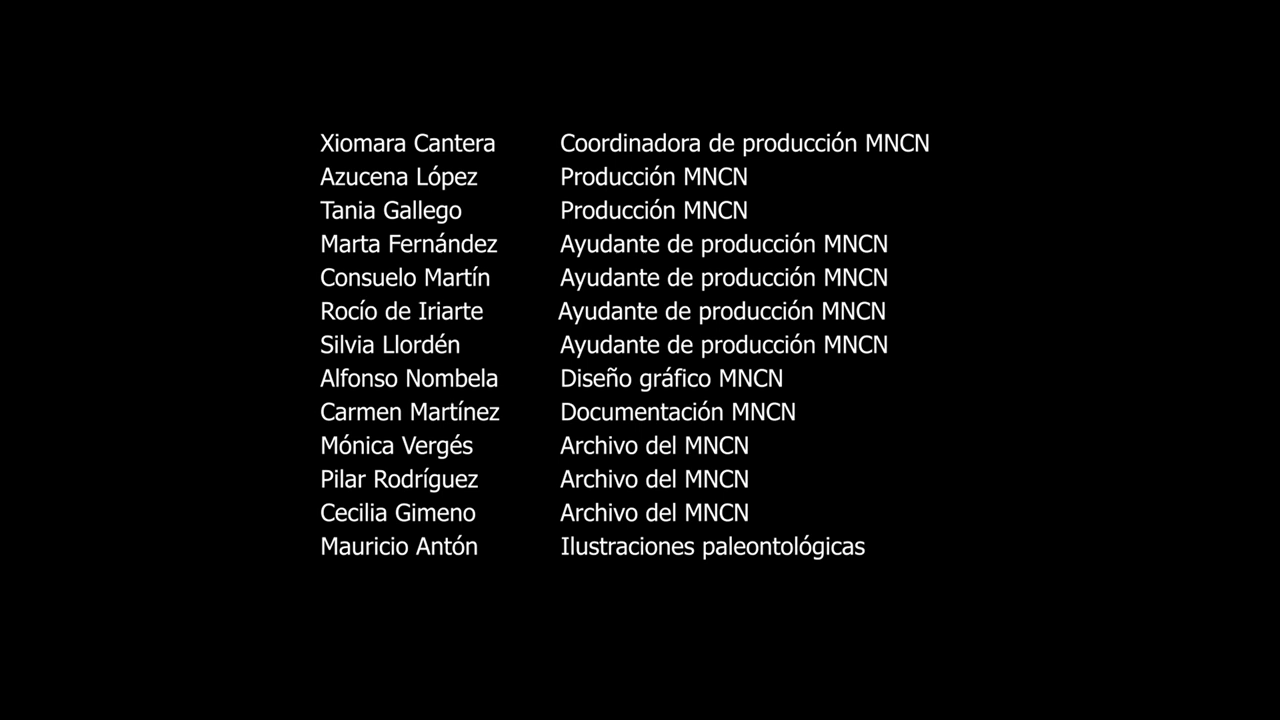 Xiomara Cantera Coordinadora de producción MNCN
Azucena López Producción MNCN
Tania Gallego Producción MNCN
Marta Fernández Ayudante de producción MNCN
Consuelo Martín Ayudante de producción MNCN
Rocío de Iriarte Ayudante de producción MNCN
Silvia Llordén Ayudante de producción MNCN
Alfonso Nombela Diseño gráfico MNCN
Carmen Martínez Documentación MNCN
Mónica Vergés Archivo del MNCN
Pilar Rodríguez Archivo del MNCN
Cecilia Gimeno Archivo del MNCN
Mauricio Antón Ilustraciones paleontológicas